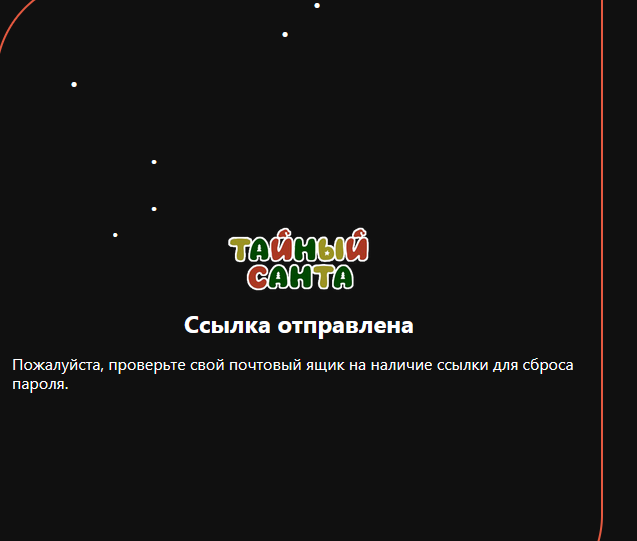 ТАЙНЫЙ
САНТА
Ссылка отправлена
Пожалуйста, проверьте свой почтовый ящик на наличие ссылки для сброса
пароля.